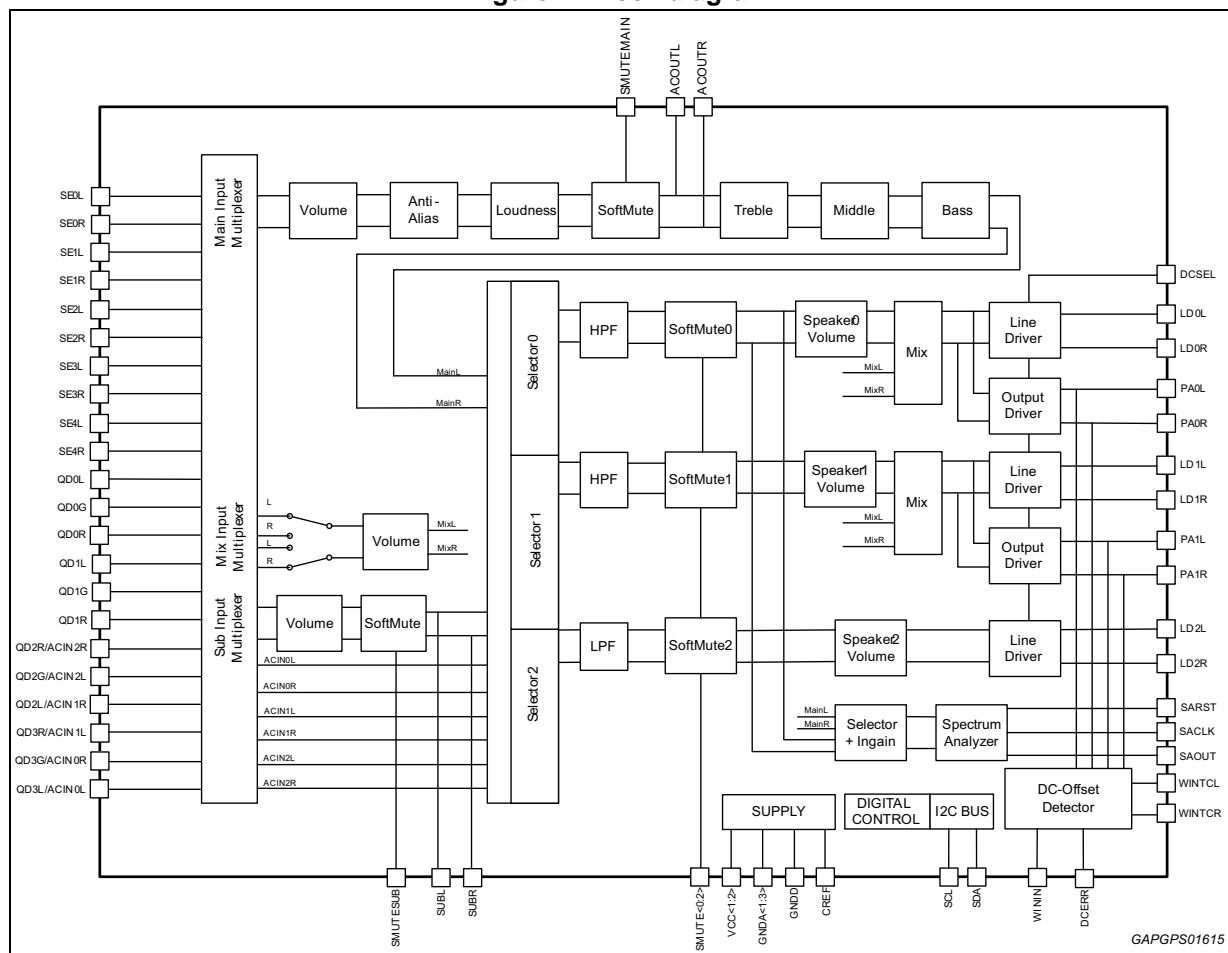 SMUTEMAIN
ACOUTL
ACOUTR
SE0L
SE0R
SE1L
SE1R
SE2L
SE2R
SE3L
SE3R
SE4L
SE4R
QD0L
QD0G
QD0R
QD1L
QD1G
QD1R
QD2R/ACIN2R
QD2G/ACIN2L
QD2L/ACIN1R
QD3R/ACIN1L
QD3G/ACIN0R
QD3L/ACIN0L
Main Input
Multiplexer
Mix Input
Multiplexer
Sub Input
Multiplexer
Volume
Anti-
Alias
Loudness
SoftMute
Treble
Middle
Bass
MainL
MainR
L
R
L
R
Volume
MixL
MixR
Volume
SoftMute
ACIN0L
ACIN0R
ACIN1L
ACIN1R
ACIN2L
ACIN2R
Selector0
Selector1
Selector2
HPF
SoftMute0
Speaker0
Volume
MixL
MixR
Mix
Line
Driver
Output
Driver
HPF
SoftMute1
Speaker1
Volume
MixL
MixR
Mix
Line
Driver
Output
Driver
LPF
SoftMute2
Speaker2
Volume
Line
Driver
MainL
MainR
Selector
+ Ingain
Spectrum
Analyzer
DC-Offset
Detector
SUPPLY
DIGITAL
CONTROL
I2C BUS
DCSEL
LD0L
LD0R
PA0L
PA0R
LD1L
LD1R
PA1L
PA1R
LD2L
LD2R
SARST
SACLK
SAOUT
WINTCL
WINTCR
SMUTESUB
SUBL
SUBR
SMUTE<0:2>
VCC<1:2>
GNDA<1:3>
GNDD
CREF
SCL
SDA
WININ
DCERR
GAPGPS01615